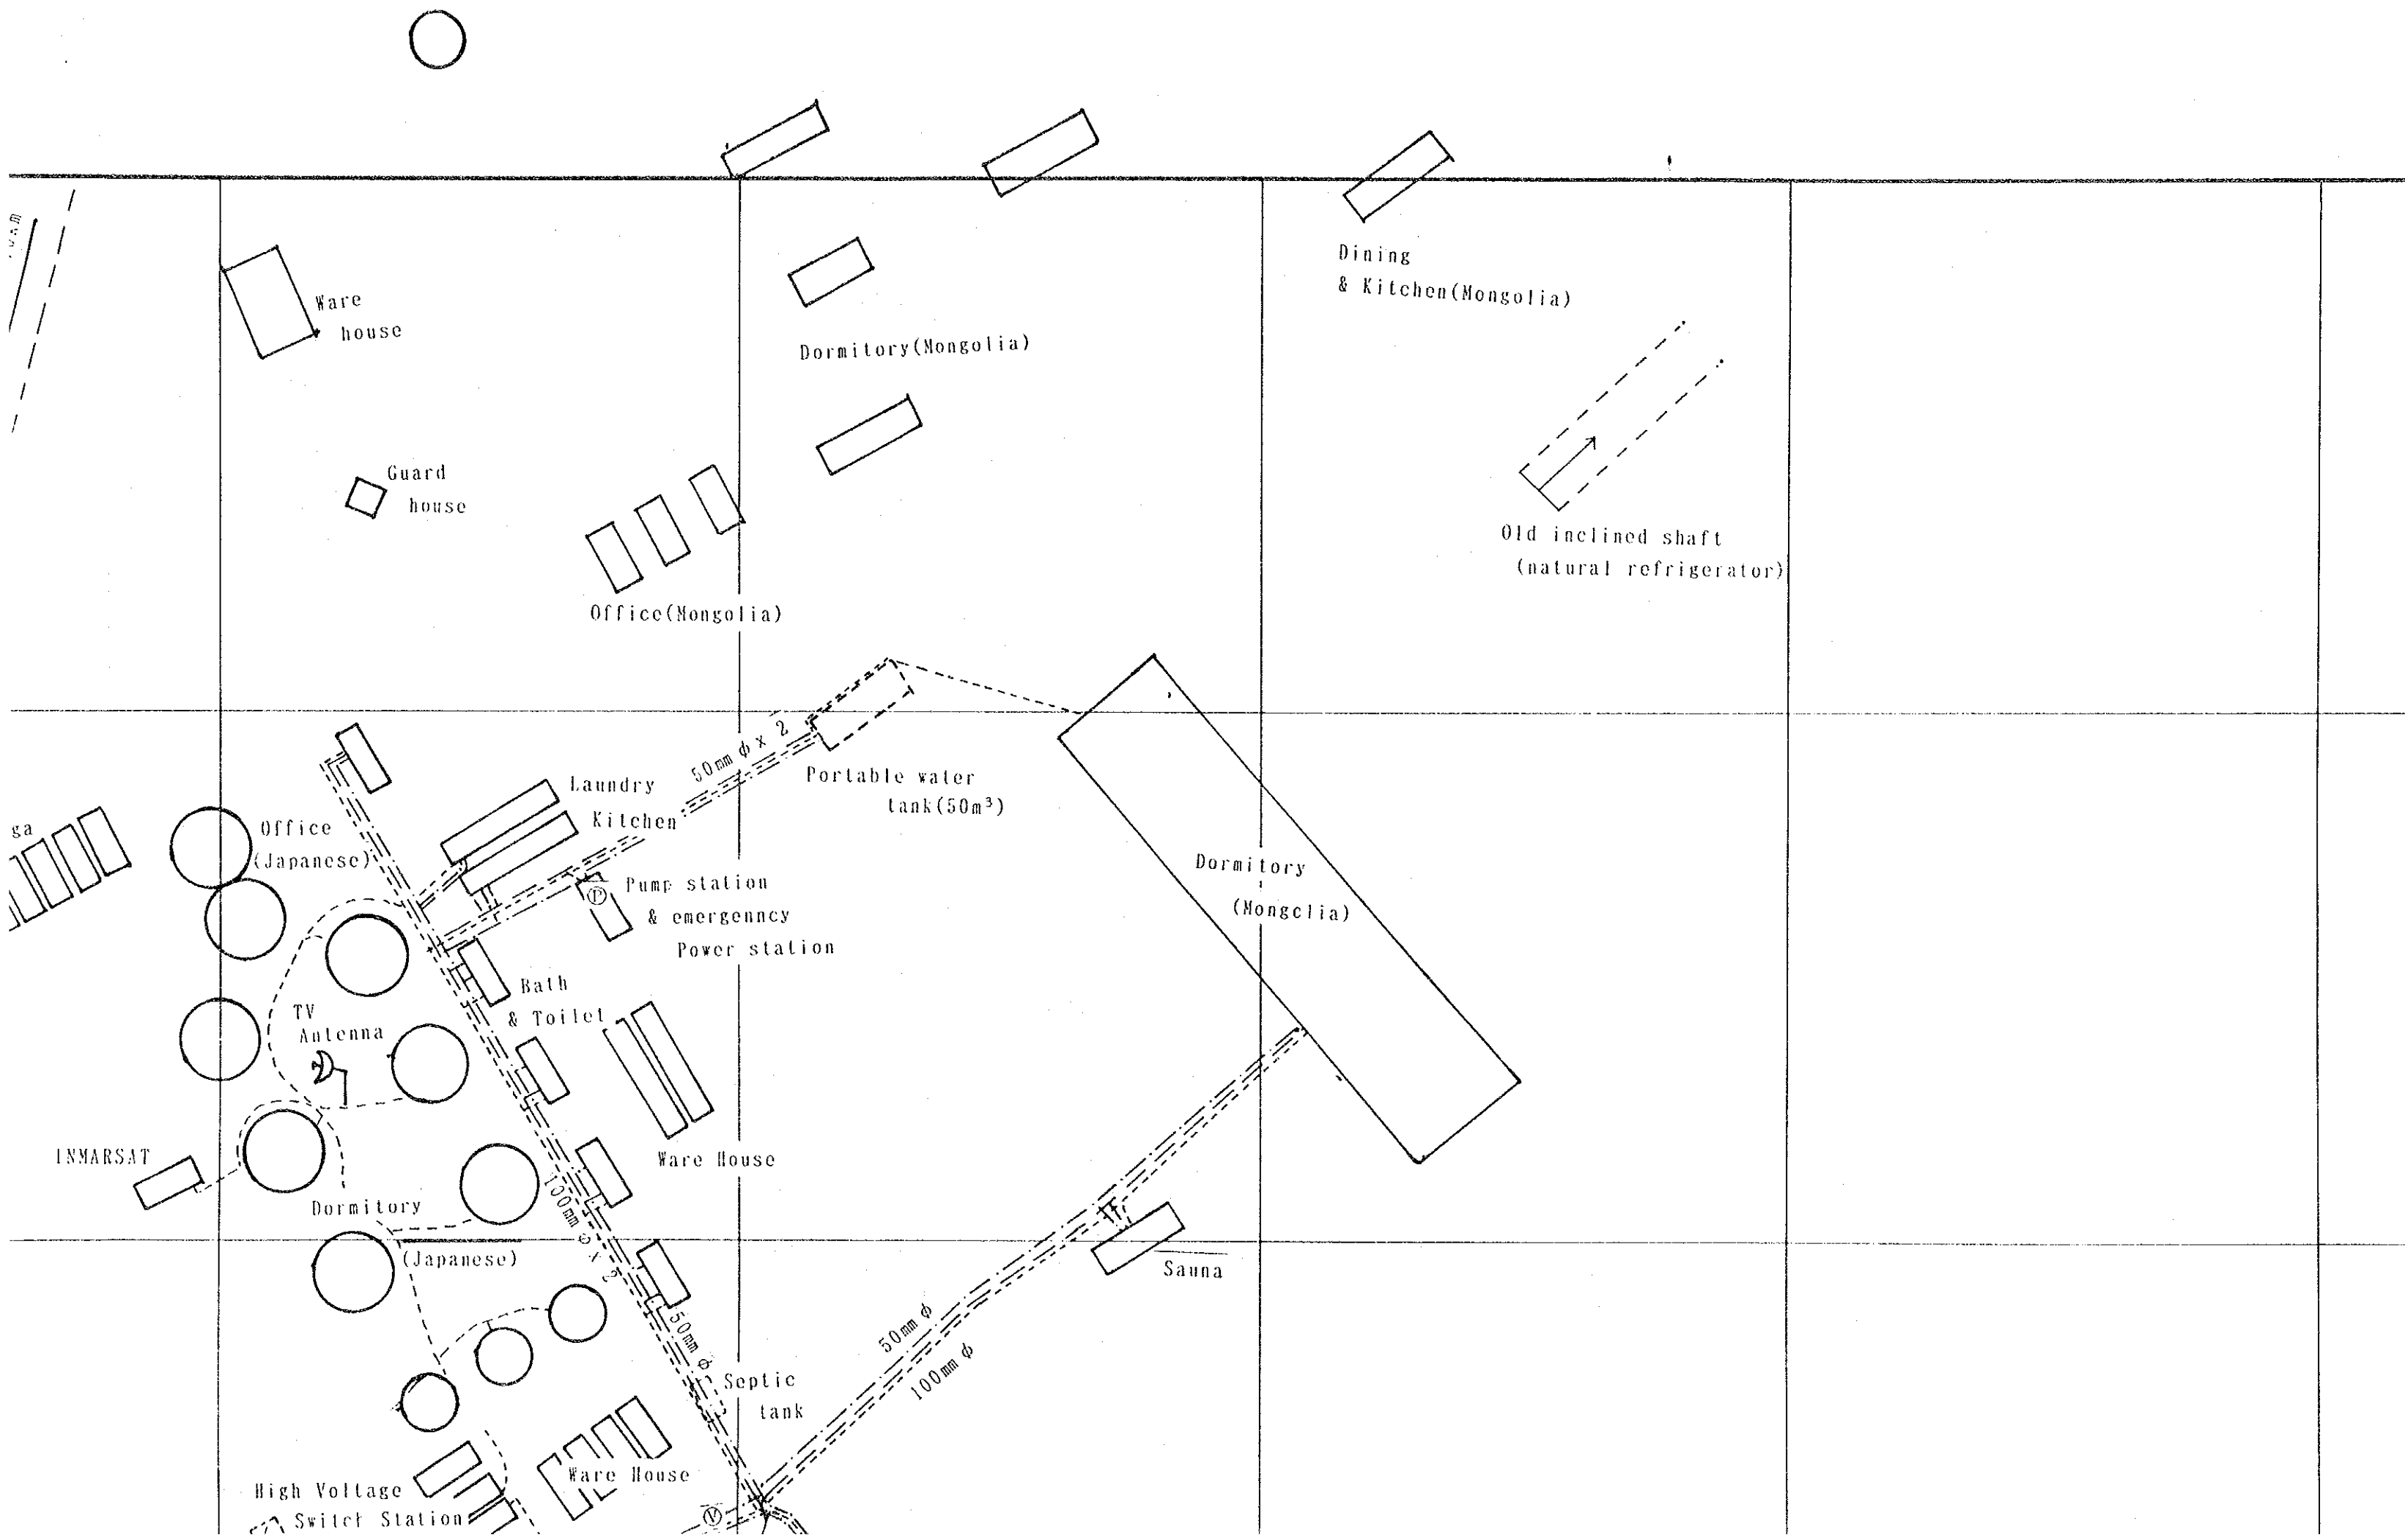 Dining
& Kitchen(Mongolia)
Ware
house
Dormitory(Mongolia)
Guard
house
Old inclined shaft
(natural refrigerator)
Office(Mongolia)
50mm φ x 2
Portable water
tank(50m³)
Laundry
Kitchen
ga
Office
(Japanese)
Dormitory
(Mongolia)
P
Pump station
& emergenncy
Power station
Bath
& Toilet
TV
Antenna
INMARSAT
Ware House
100mm φ x 2
Dormitory
(Japanese)
Sauna
50mm φ
50mm φ
100mm φ
Septic
tank
Ware House
High Voltage
Switch Station
V